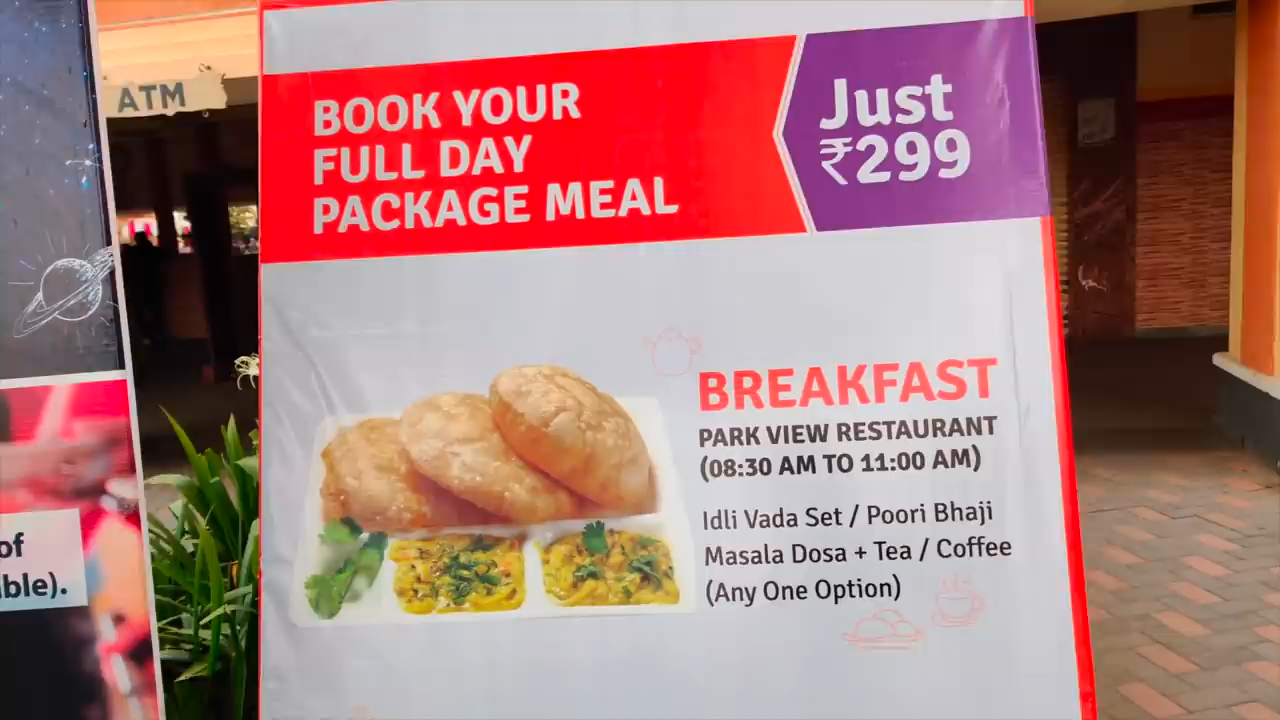 ATM
BOOK YOUR
FULL DAY
PACKAGE MEAL
Just
₹299
BREAKFAST
PARK VIEW RESTAURANT
(08:30 AM TO 11:00 AM)
Idli Vada Set / Poori Bhaji
Masala Dosa + Tea / Coffee
(Any One Option)
of